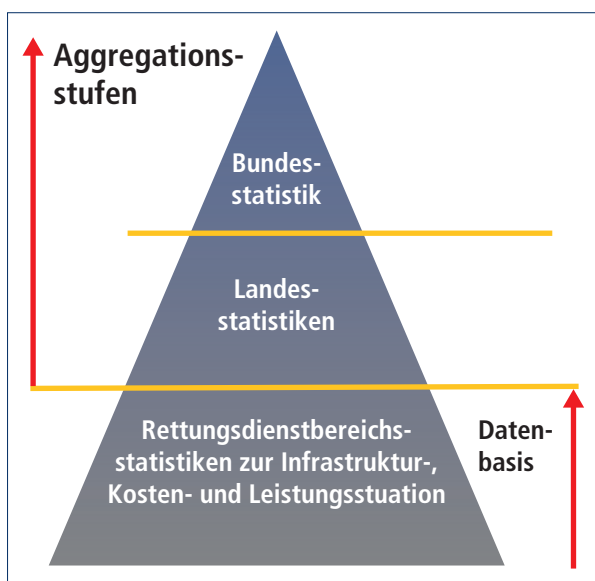 Aggregations-
stufen
Bundes-
statistik
Landes-
statistiken
Rettungsdienstbereichs-
statistiken zur Infrastruktur-,
Kosten- und Leistungsstuation
Daten-
basis